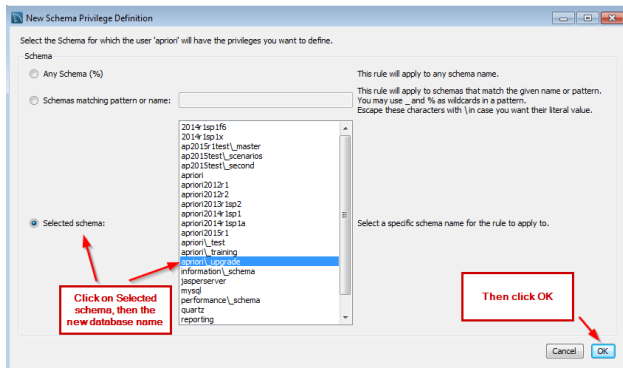 New Schema Privilege Definition
Select the Schema for which the user 'apriori' will have the privileges you want to define.
Schema
Any Schema (%)
This rule will apply to any schema name.
Schemas matching pattern or name:
This rule will apply to schemas that match the given name or pattern.
You may use _ and % as wildcards in a pattern.
Escape these characters with \ in case you want their literal value.
2014r1sp1f6
2014r1sp1x
ap2015r1test\_master
ap2015test\_scenarios
ap2015test\_second
apriori
apriori2012r1
apriori2012r2
apriori2013r1sp2
apriori2014r1sp1
apriori2014r1sp1a
apriori2015r1
apriori\_test
apriori\_training
apriori\_upgrade
information\_schema
jasperserver
mysql
performance\_schema
quartz
reporting
Selected schema:
Select a specific schema name for the rule to apply to.
Click on Selected
schema, then the
new database name
Then click OK
Cancel
OK